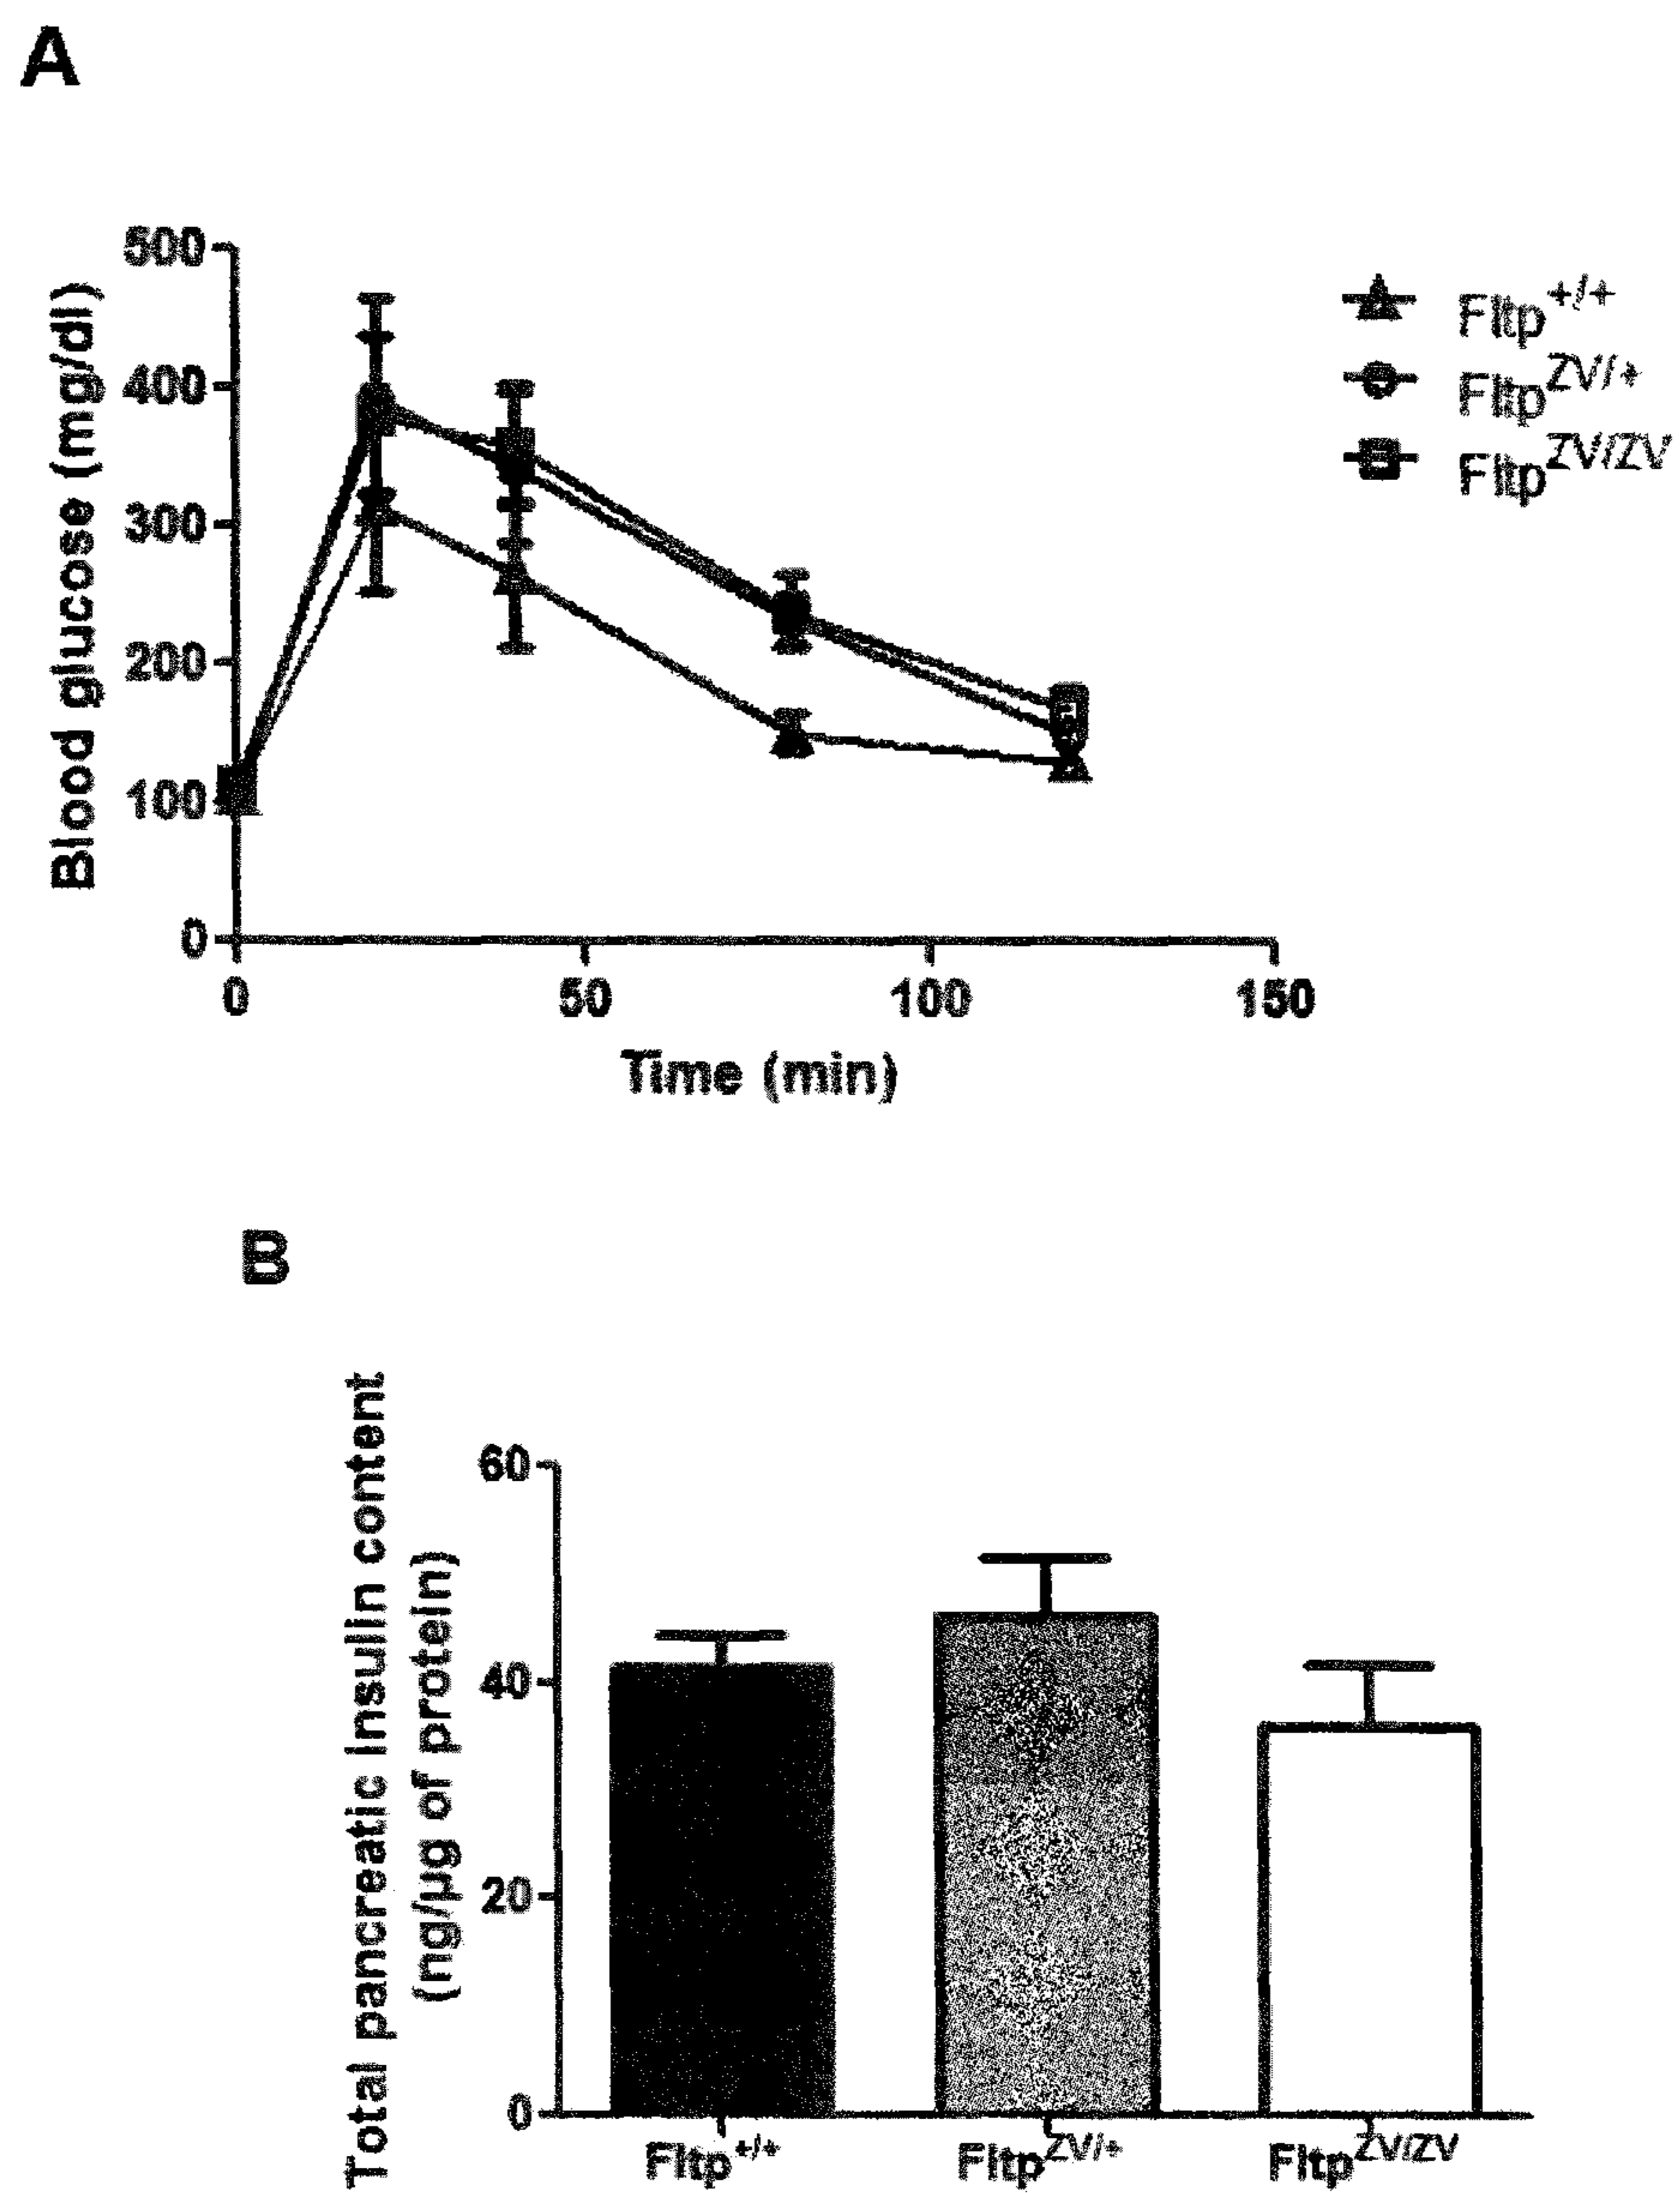 A
500
400
300
200
100
0
Blood glucose (mg/dl)
0 50 100 150
Time (min)
Fltp+/+
FltpZV/+
FltpZV/ZV
B
Total pancreatic insulin content
(ng/µg of protein)
60
40
20
0
Fltp+/+ FltpZV/+ FltpZV/ZV